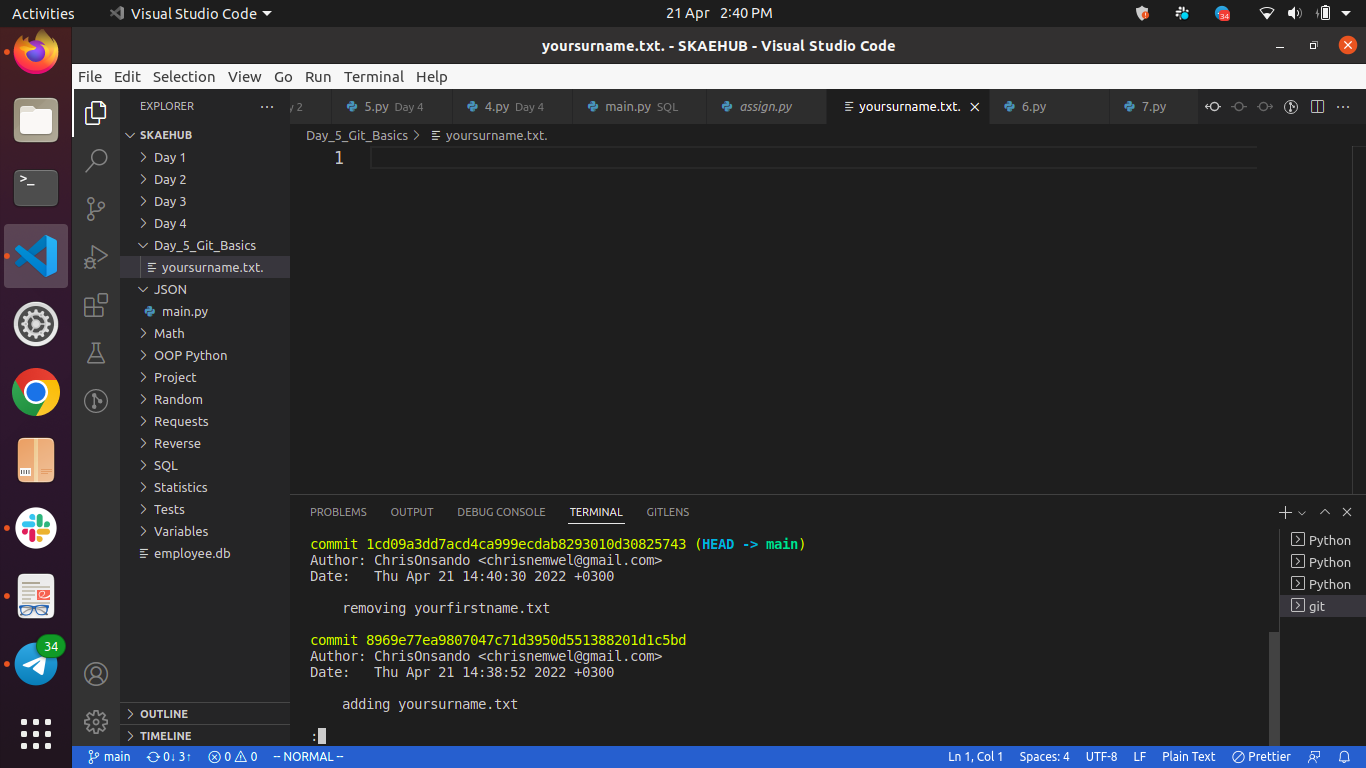 Activities Visual Studio Code 21 Apr 2:40 PM 34
yoursurname.txt. - SKAEHUB - Visual Studio Code
File Edit Selection View Go Run Terminal Help
EXPLORER
y 2 5.py Day 4 4.py Day 4 main.py SQL assign.py yoursurname.txt. 6.py 7.py
SKAEHUB
Day 1
Day 2
Day 3
Day 4
Day_5_Git_Basics
yoursurname.txt.
JSON
main.py
Math
OOP Python
Project
Random
Requests
Reverse
SQL
Statistics
Tests
Variables
employee.db
OUTLINE
TIMELINE
Day_5_Git_Basics > yoursurname.txt.
1
PROBLEMS OUTPUT DEBUG CONSOLE TERMINAL GITLENS
commit 1cd09a3dd7acd4ca999ecdab8293010d30825743 (HEAD -> main)
Author: ChrisOnsando <chrisnemwel@gmail.com>
Date:   Thu Apr 21 14:40:30 2022 +0300
removing yourfirstname.txt
commit 8969e77ea9807047c71d3950d551388201d1c5bd
Author: ChrisOnsando <chrisnemwel@gmail.com>
Date:   Thu Apr 21 14:38:52 2022 +0300
adding yoursurname.txt
:
Python
Python
Python
git
34
main 0↓ 3↑ 0 0 -- NORMAL -- Ln 1, Col 1 Spaces: 4 UTF-8 LF Plain Text Prettier